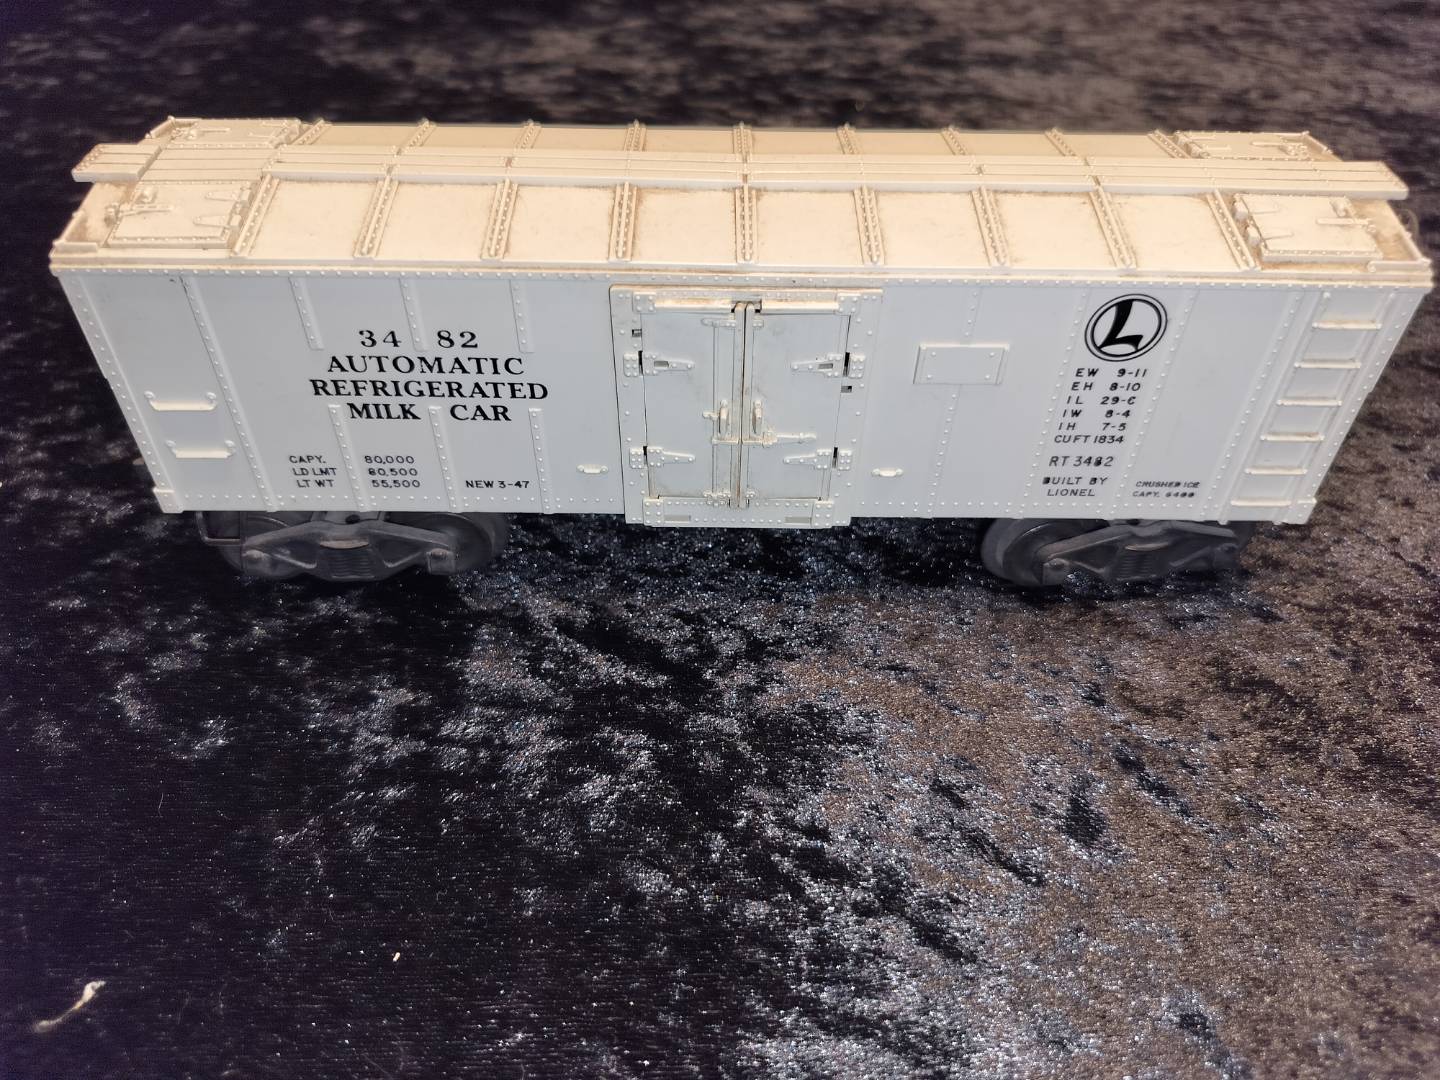 3482
AUTOMATIC
REFRIGERATED
MILK CAR
CAPY. 80,000
LD LMT 80,500
LT WT 55,500
NEW 3-47
L
EW 9-11
EH 8-10
IL 29-6
IW 8-4
IH 7-5
CU FT 1834
RT 3482
BUILT BY
LIONEL
CRUSHED ICE
CAPY.